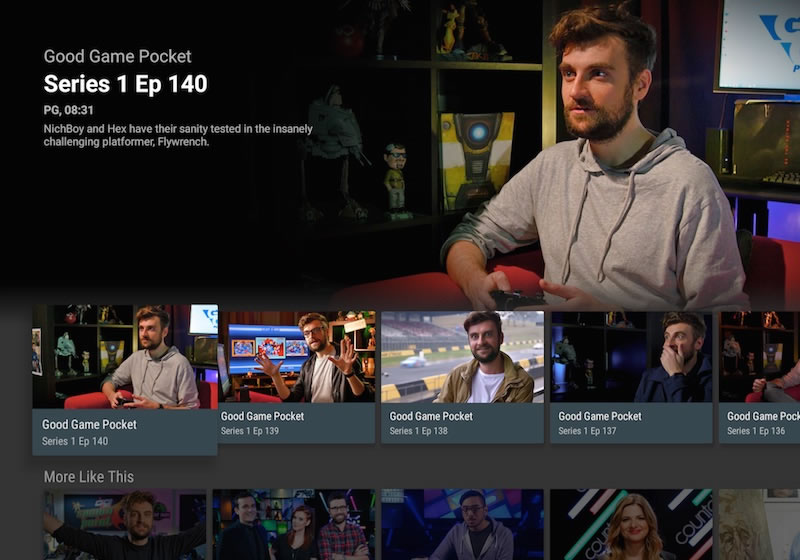 Good Game Pocket
Series 1 Ep 140
PG, 08:31
NichBoy and Hex have their sanity tested in the insanely
challenging platformer, Flywrench.
Good Game Pocket
Series 1 Ep 140
Good Game Pocket
Series 1 Ep 139
Good Game Pocket
Series 1 Ep 138
Good Game Pocket
Series 1 Ep 137
Good Game Pock
Series 1 Ep 136
More Like This